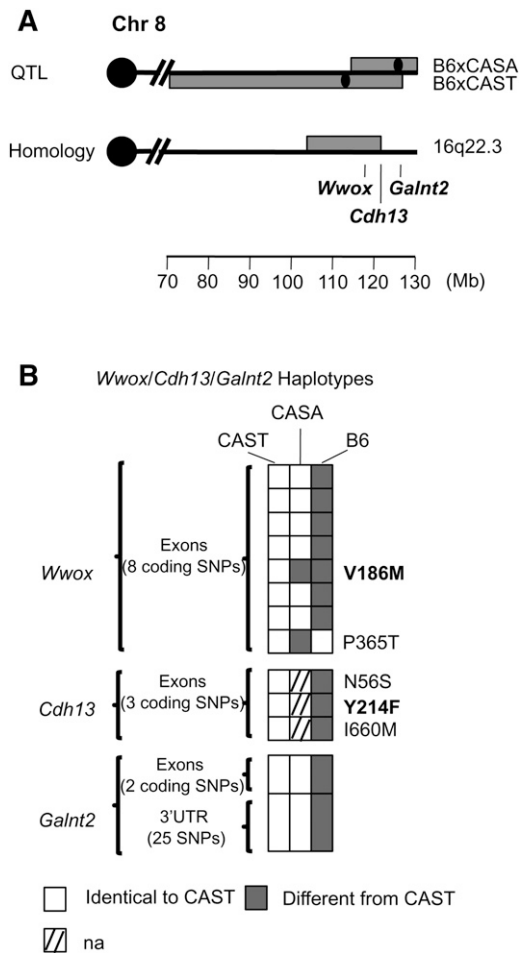 A
Chr 8
QTL
B6xCASA
B6xCAST
Homology
16q22.3
Wwox
Galnt2
Cdh13
70 80 90 100 110 120 130 (Mb)
B
Wwox/Cdh13/Galnt2 Haplotypes
CASA
CAST
B6
Wwox
Exons
(8 coding SNPs)
V186M
P365T
Cdh13
Exons
(3 coding SNPs)
N56S
Y214F
I660M
Galnt2
Exons
(2 coding SNPs)
3'UTR
(25 SNPs)
Identical to CAST
Different from CAST
na